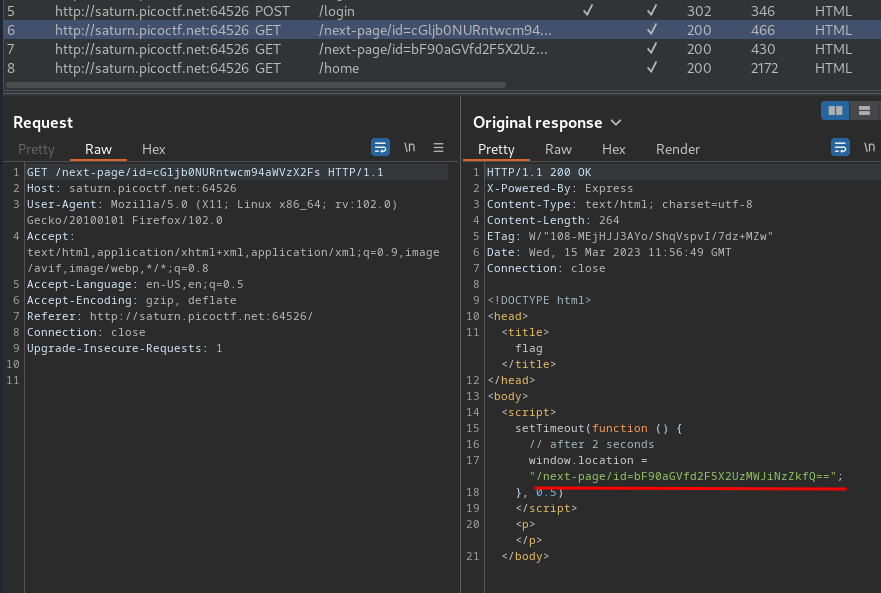 5 http://saturn.picoctf.net:64526 POST /login ✓ ✓ 302 346 HTML
6 http://saturn.picoctf.net:64526 GET /next-page/id=cGljb0NURntwcm94... ✓ 200 466 HTML
7 http://saturn.picoctf.net:64526 GET /next-page/id=bF90aGVfd2F5X2Uz... ✓ 200 430 HTML
8 http://saturn.picoctf.net:64526 GET /home ✓ 200 2172 HTML
Request
Pretty Raw Hex \n
1 GET /next-page/id=cGljb0NURntwcm94aWVzX2Fs HTTP/1.1
2 Host: saturn.picoctf.net:64526
3 User-Agent: Mozilla/5.0 (X11; Linux x86_64; rv:102.0)
Gecko/20100101 Firefox/102.0
4 Accept:
text/html,application/xhtml+xml,application/xml;q=0.9,image
/avif,image/webp,*/*;q=0.8
5 Accept-Language: en-US,en;q=0.5
6 Accept-Encoding: gzip, deflate
7 Referer: http://saturn.picoctf.net:64526/
8 Connection: close
9 Upgrade-Insecure-Requests: 1
10
11
Original response
Pretty Raw Hex Render \n
1 HTTP/1.1 200 OK
2 X-Powered-By: Express
3 Content-Type: text/html; charset=utf-8
4 Content-Length: 264
5 ETag: W/"108-MEjHJJ3AYo/ShqVspvI/7dz+MZw"
6 Date: Wed, 15 Mar 2023 11:56:49 GMT
7 Connection: close
8
9 <!DOCTYPE html>
10 <head>
11 <title>
flag
</title>
12 </head>
13 <body>
14 <script>
15 setTimeout(function () {
16 // after 2 seconds
17 window.location =
"/next-page/id=bF90aGVfd2F5X2UzMWJiNzZkfQ==";
18 }, 0.5)
19 </script>
20 <p>
</p>
21 </body>